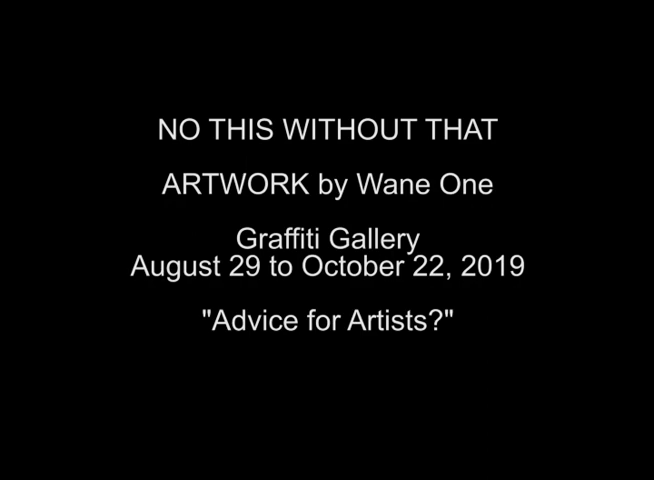 NO THIS WITHOUT THAT
ARTWORK by Wane One
Graffiti Gallery
August 29 to October 22, 2019
"Advice for Artists?"